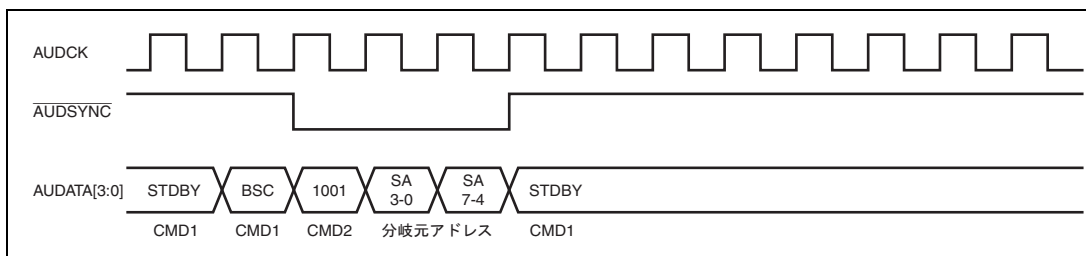 AUDCK
AUDSYNC
AUDATA[3:0] STDBY BSC 1001 SA 3-0 SA 7-4 STDBY
CMD1 CMD1 CMD2 分岐元アドレス CMD1